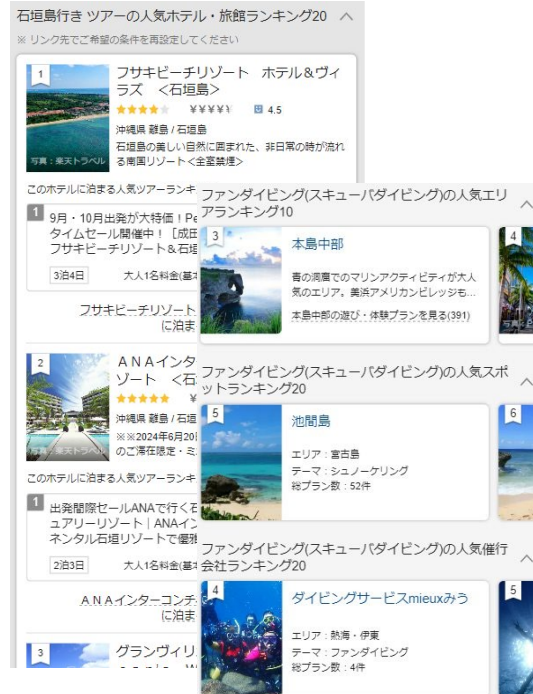 石垣島行き ツアーの人気ホテル・旅館ランキング20
※ リンク先でご希望の条件を再設定してください
1
フサキビーチリゾート ホテル&ヴィ
ラズ <石垣島>
¥¥¥¥¥ 4.5
沖縄県 離島 / 石垣島
石垣島の美しい自然に囲まれた、非日常の時が流れ
る南国リゾート<全室禁煙>
写真:楽天トラベル
このホテルに泊まる人気ツアーランキ
1
9月・10月出発が大特価!Pe
タイムセール開催中![成田
フサキビーチリゾート&石垣
3泊4日 大人1名料金(基本
フサキビーチリゾート
に泊ま
2
ANAインタ
ゾート <石
沖縄県 離島 / 石垣
※※2024年6月20日
のご滞在限定・ミ
写真:楽天トラベル
このホテルに泊まる人気ツアーランキ
1
出発間際セールANAで行く石
ュアリーリゾート|ANAイン
ネンタル石垣リゾートで優雅
2泊3日 大人1名料金(基本
ANAインターコンチ
に泊ま
3
グランヴィリ
ファンダイビング(スキューバダイビング)の人気エリ
アランキング10
3
本島中部
青の洞窟でのマリンアクティビティが大人
気のエリア。美浜アメリカンビレッジも...
本島中部の遊び・体験プランを見る(391)
4
ファンダイビング(スキューバダイビング)の人気スポ
ットランキング20
5
池間島
エリア:宮古島
テーマ:シュノーケリング
総プラン数:52件
6
ファンダイビング(スキューバダイビング)の人気催行
会社ランキング20
4
ダイビングサービスmieuxみう
エリア:熱海・伊東
テーマ:ファンダイビング
総プラン数:4件
5